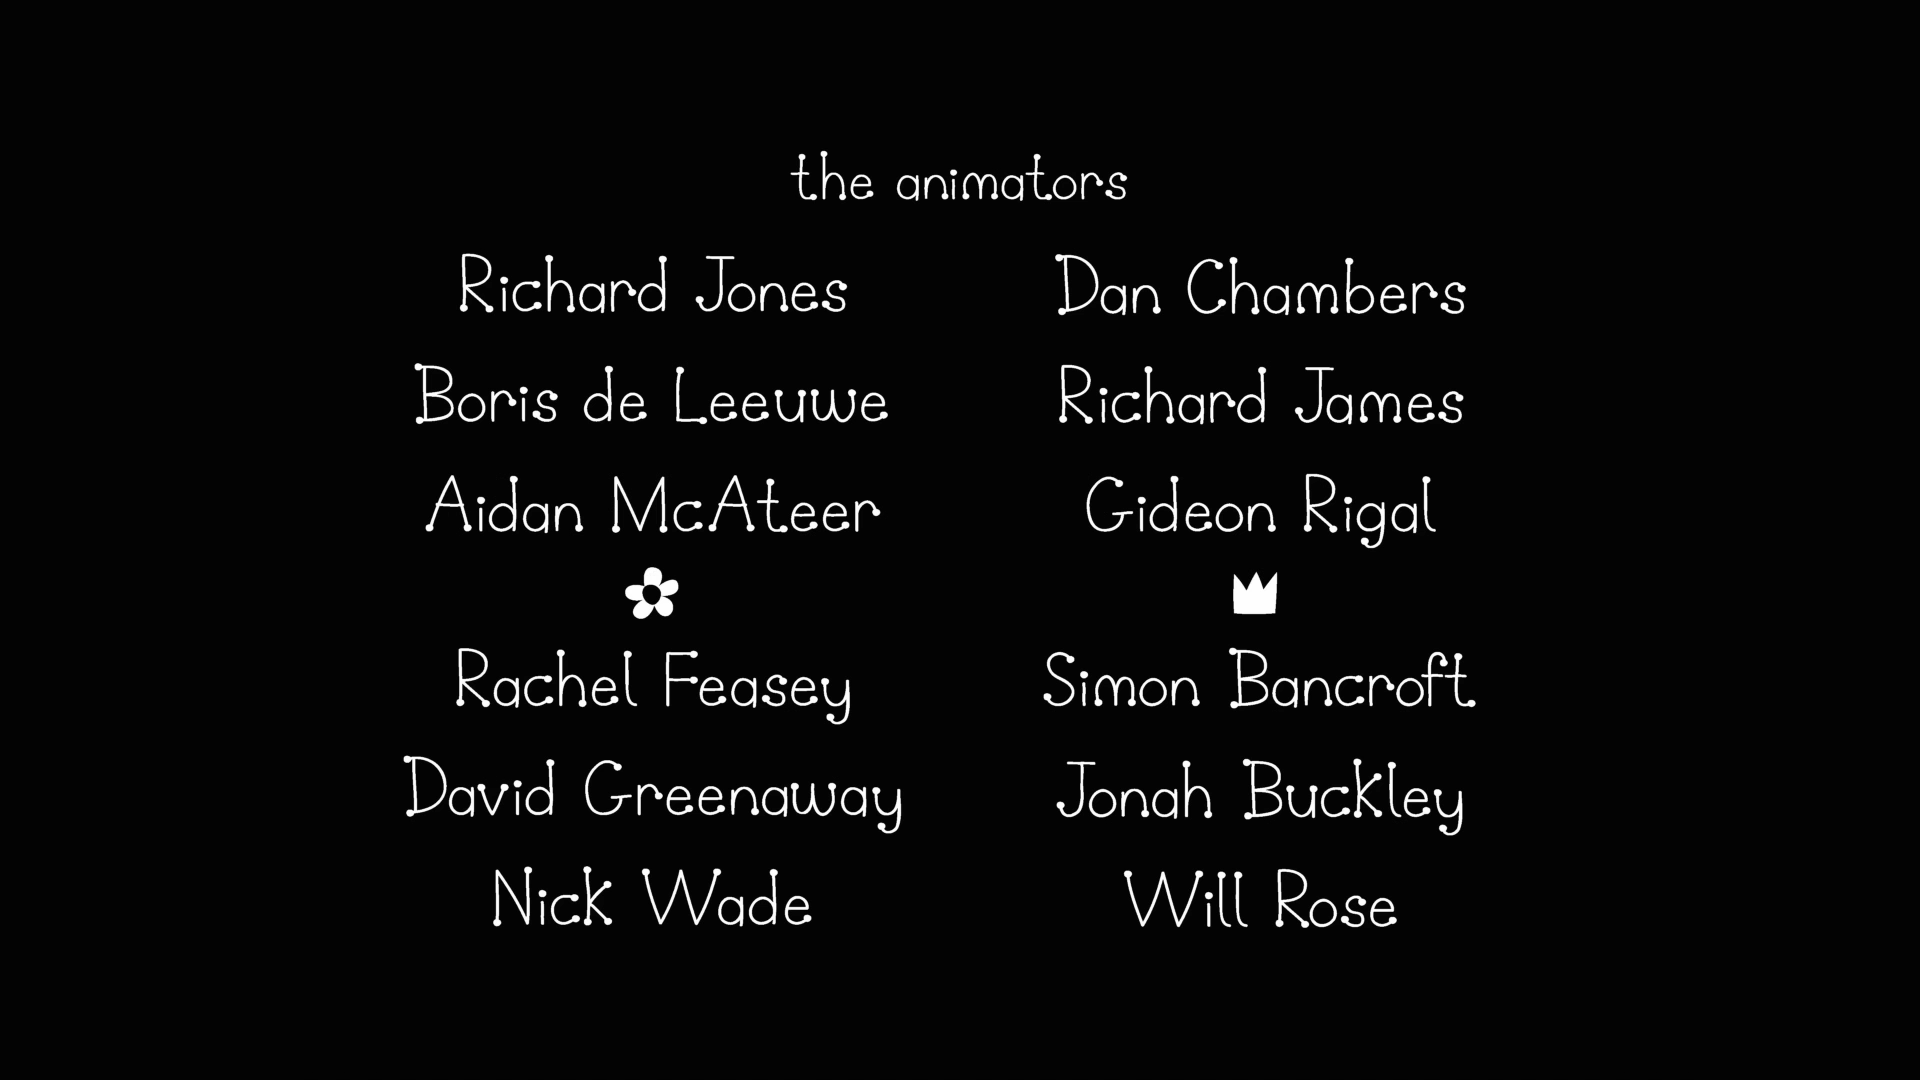 the animators
Richard Jones
Dan Chambers
Boris de Leeuwe
Richard James
Aidan McAteer
Gideon Rigal
Rachel Feasey
Simon Bancroft
David Greenaway
Jonah Buckley
Nick Wade
Will Rose